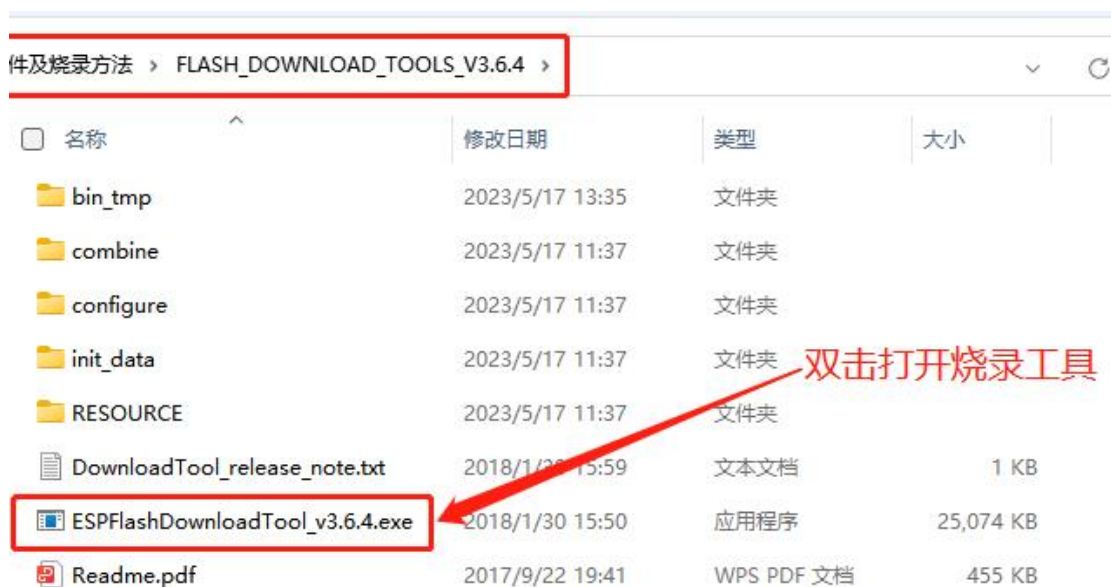 件及烧录方法 › FLASH_DOWNLOAD_TOOLS_V3.6.4 ›
名称 修改日期 类型 大小
bin_tmp 2023/5/17 13:35 文件夹
combine 2023/5/17 11:37 文件夹
configure 2023/5/17 11:37 文件夹
init_data 2023/5/17 11:37 文件夹
双击打开烧录工具
RESOURCE 2023/5/17 11:37 文件夹
DownloadTool_release_note.txt 2018/1/30 15:59 文本文档 1 KB
ESPFlashDownloadTool_v3.6.4.exe 2018/1/30 15:50 应用程序 25,074 KB
Readme.pdf 2017/9/22 19:41 WPS PDF 文档 455 KB